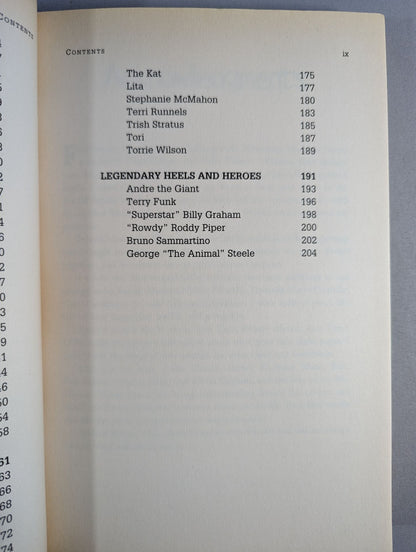 CONTENTS
CONTENTS ix
The Kat 175
Lita 177
Stephanie McMahon 180
Terri Runnels 183
Trish Stratus 185
Tori 187
Torrie Wilson 189
LEGENDARY HEELS AND HEROES 191
Andre the Giant 193
Terry Funk 196
“Superstar” Billy Graham 198
“Rowdy” Roddy Piper 200
Bruno Sammartino 202
George “The Animal” Steele 204